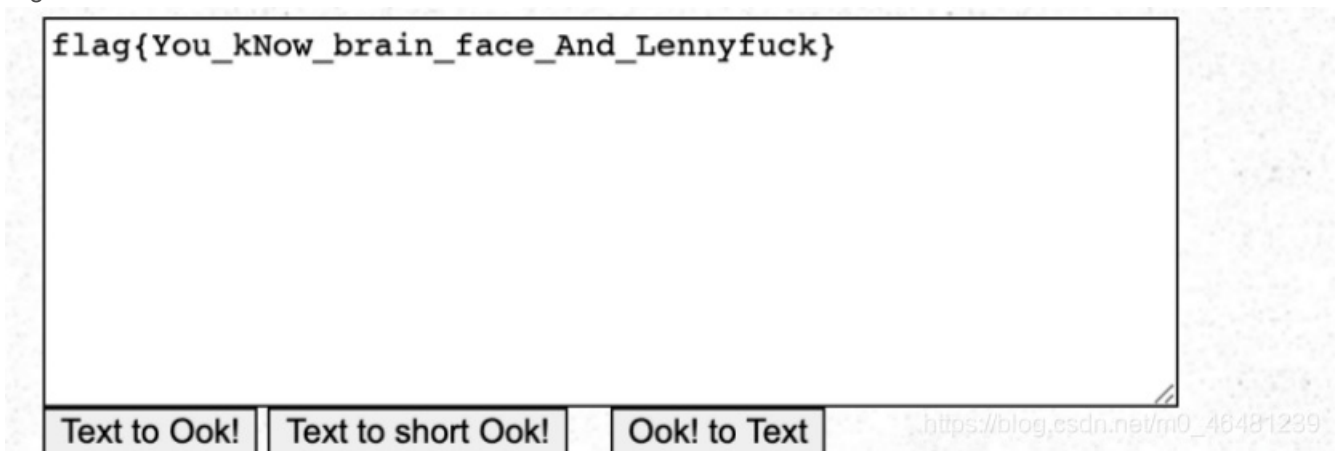 flag{You_kNow_brain_face_And_Lennyfuck}
Text to Ook! Text to short Ook! Ook! to Text
https://blog.csdn.net/m0_46481239